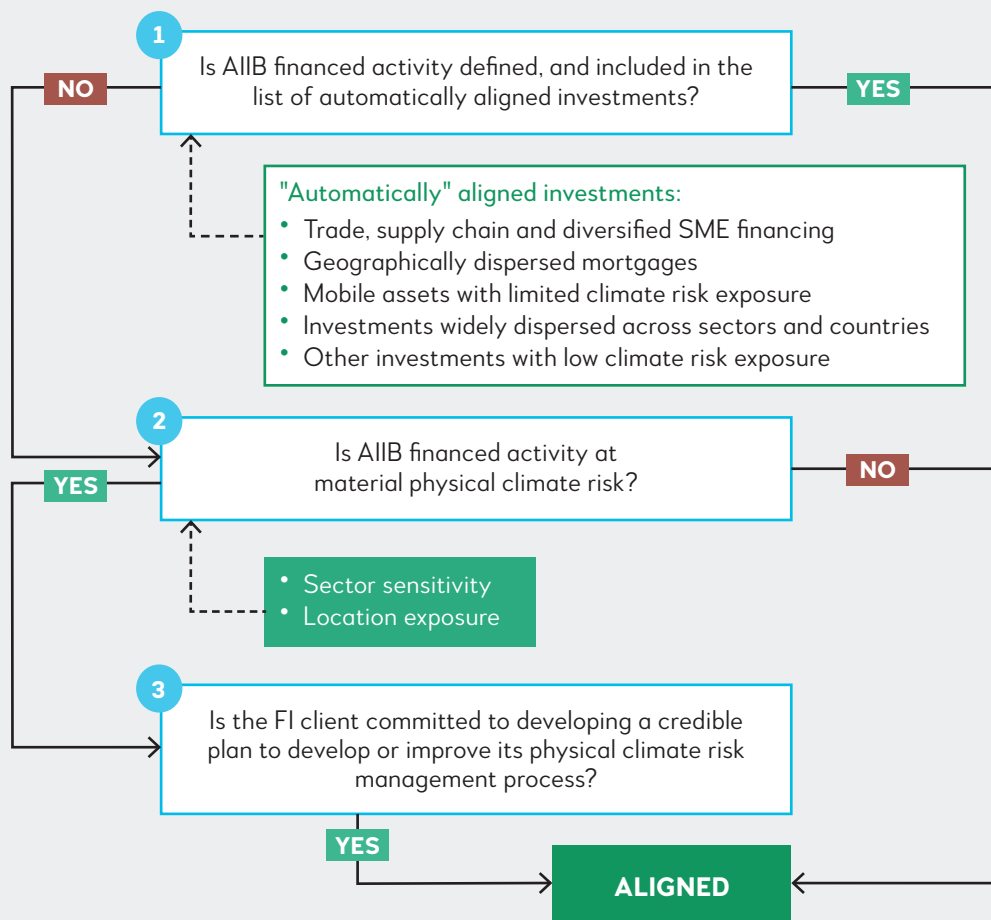 1
Is AIIB financed activity defined, and included in the
list of automatically aligned investments?
NO
YES
"Automatically" aligned investments:
• Trade, supply chain and diversified SME financing
• Geographically dispersed mortgages
• Mobile assets with limited climate risk exposure
• Investments widely dispersed across sectors and countries
• Other investments with low climate risk exposure
2
Is AIIB financed activity at
material physical climate risk?
YES
NO
• Sector sensitivity
• Location exposure
3
Is the FI client committed to developing a credible
plan to develop or improve its physical climate risk
management process?
YES
ALIGNED